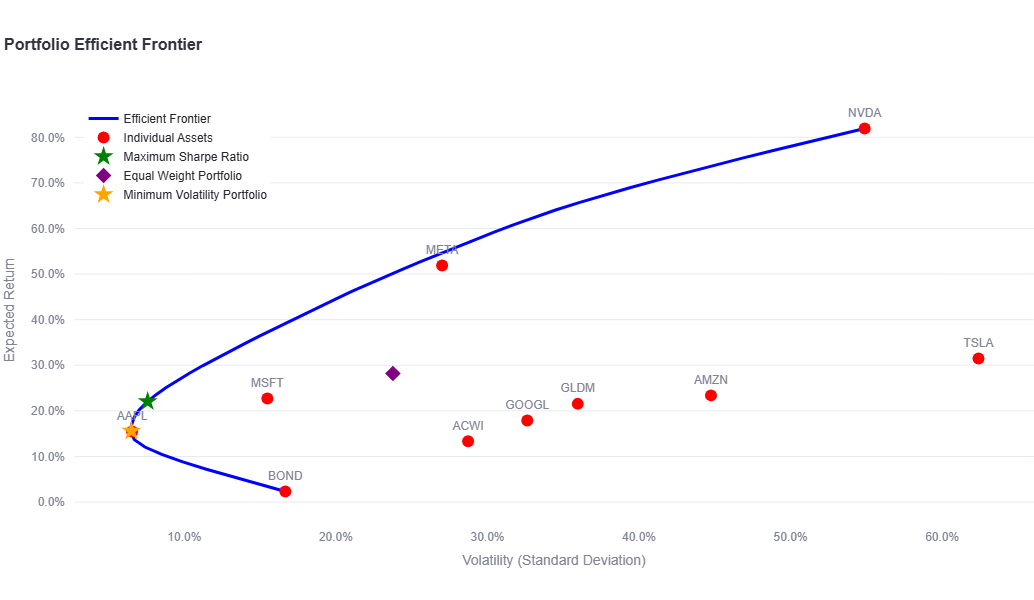 Portfolio Efficient Frontier
Efficient Frontier
Individual Assets
Maximum Sharpe Ratio
Equal Weight Portfolio
Minimum Volatility Portfolio
NVDA
META
TSLA
MSFT
AMZN
GLDM
GOOGL
AAPL
ACWI
BOND
80.0%
70.0%
60.0%
50.0%
40.0%
30.0%
20.0%
10.0%
0.0%
Expected Return
10.0%
20.0%
30.0%
40.0%
50.0%
60.0%
Volatility (Standard Deviation)